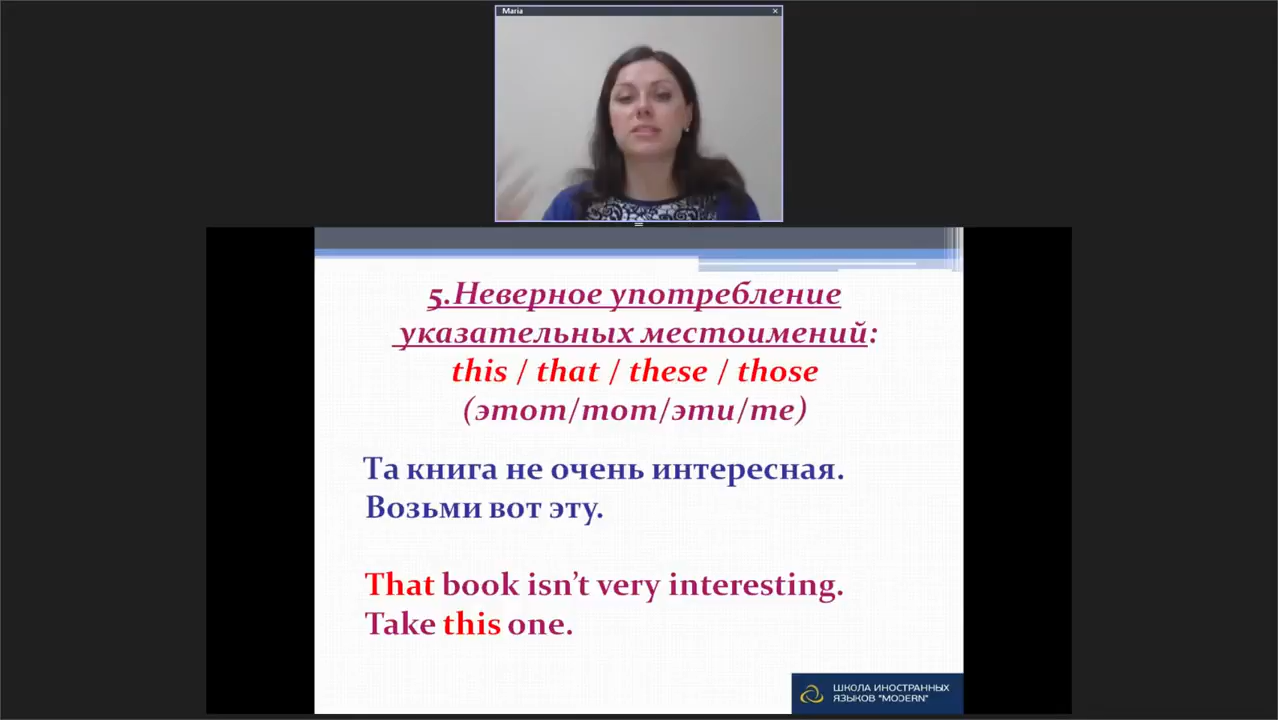 Maria
5.Неверное употребление
указательных местоимений:
this / that / these / those
(этот/тот/эти/те)
Та книга не очень интересная.
Возьми вот эту.
That book isn't very interesting.
Take this one.
ШКОЛА ИНОСТРАННЫХ
ЯЗЫКОВ "MODERN"